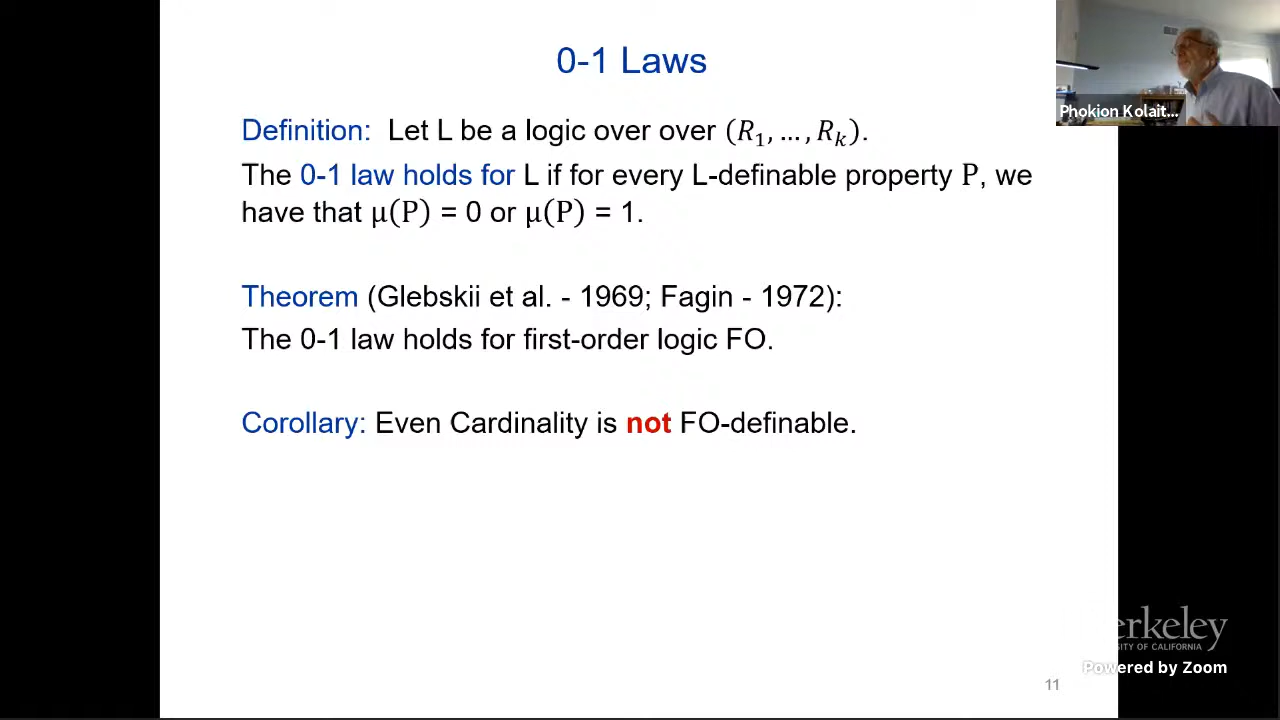 0-1 Laws
Phokion Kolait...
Definition: Let L be a logic over over (R₁, ... , Rₖ).
The 0-1 law holds for L if for every L-definable property P, we
have that μ(P) = 0 or μ(P) = 1.
Theorem (Glebskii et al. - 1969; Fagin - 1972):
The 0-1 law holds for first-order logic FO.
Corollary: Even Cardinality is not FO-definable.
erkeley
SITY OF CALIFORNIA
Powered by Zoom
11